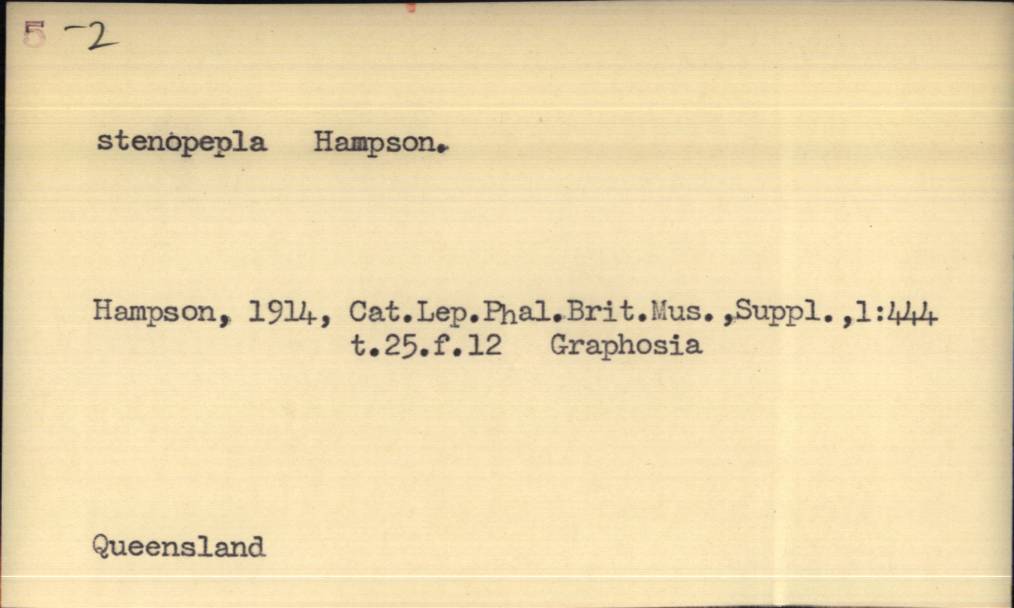 5 -2
stenopepla Hampson.
Hampson, 1914, Cat.Lep.Phal.Brit.Mus.,Suppl.,1:444
t.25.f.12 Graphosia
Queensland